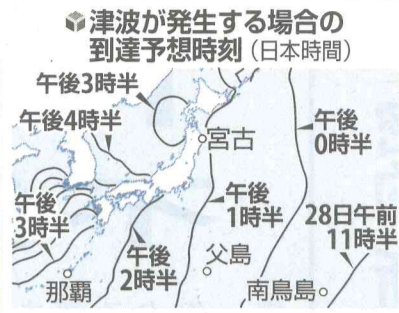 津波が発生する場合の
到達予想時刻(日本時間)
午後3時半
午後4時半
宮古
午後
0時半
午後
3時半
午後
1時半
28日午前
11時半
午後
2時半
父島
那覇
南鳥島